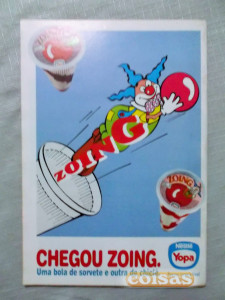 ZOING
ZOING
CHEGOU ZOING.
Uma bola de sorvete e outra de chiclé
NESTLÉ
Yopa
coisas